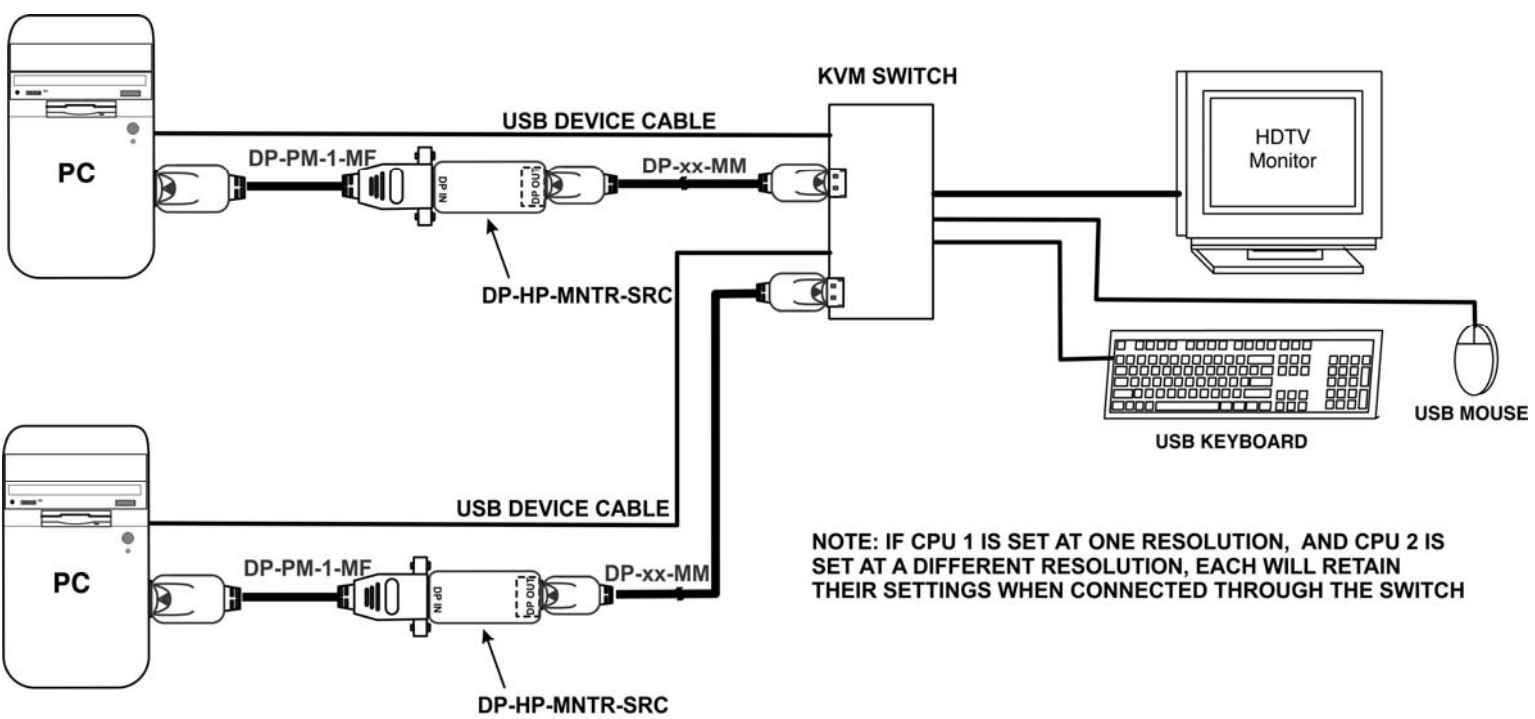 KVM SWITCH
USB DEVICE CABLE
PC
DP-PM-1-MF
DP IN
DP OUT
DP-xx-MM
DP-HP-MNTR-SRC
HDTV
Monitor
USB MOUSE
USB KEYBOARD
USB DEVICE CABLE
PC
DP-PM-1-MF
DP IN
DP OUT
DP-xx-MM
DP-HP-MNTR-SRC
NOTE: IF CPU 1 IS SET AT ONE RESOLUTION, AND CPU 2 IS
SET AT A DIFFERENT RESOLUTION, EACH WILL RETAIN
THEIR SETTINGS WHEN CONNECTED THROUGH THE SWITCH